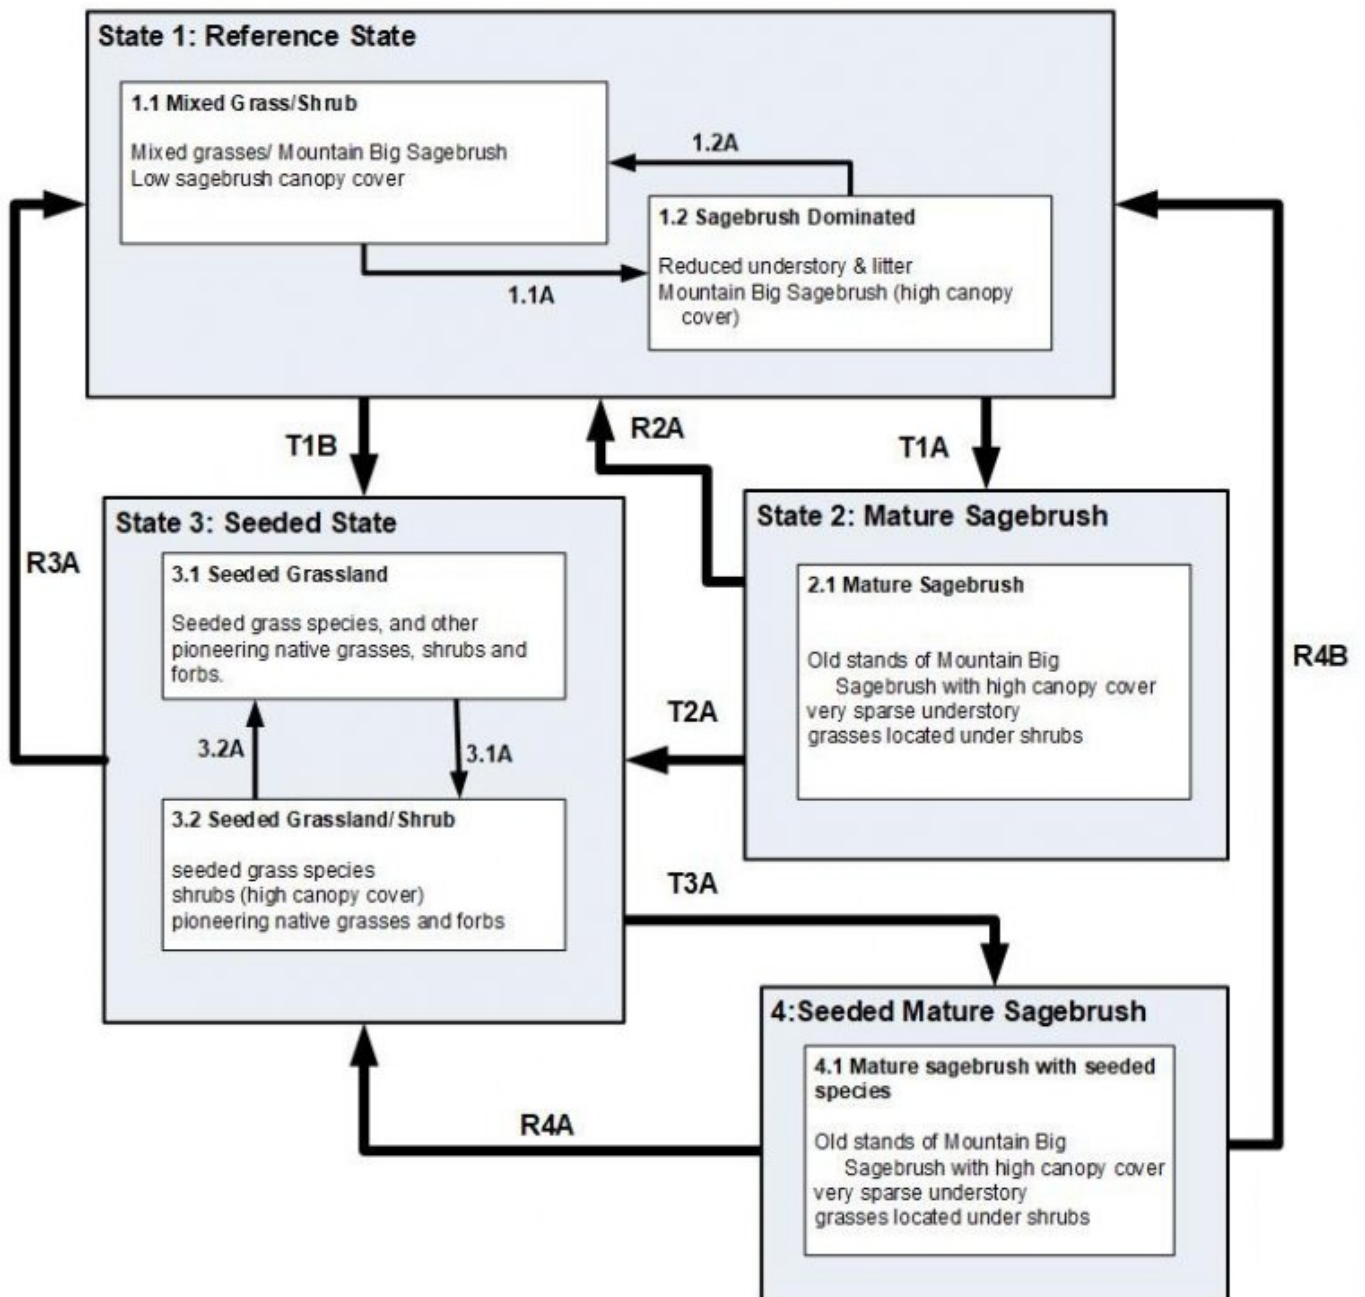 State 1: Reference State
1.1 Mixed Grass/Shrub
Mixed grasses/ Mountain Big Sagebrush
Low sagebrush canopy cover
1.2A
1.2 Sagebrush Dominated
Reduced understory & litter
Mountain Big Sagebrush (high canopy
cover)
1.1A
T1B
R2A
T1A
R3A
State 3: Seeded State
3.1 Seeded Grassland
Seeded grass species, and other
pioneering native grasses, shrubs and
forbs.
3.2A
3.1A
3.2 Seeded Grassland/Shrub
seeded grass species
shrubs (high canopy cover)
pioneering native grasses and forbs
State 2: Mature Sagebrush
2.1 Mature Sagebrush
Old stands of Mountain Big
Sagebrush with high canopy cover
very sparse understory
grasses located under shrubs
T2A
R4B
T3A
4:Seeded Mature Sagebrush
4.1 Mature sagebrush with seeded
species
Old stands of Mountain Big
Sagebrush with high canopy cover
very sparse understory
grasses located under shrubs
R4A